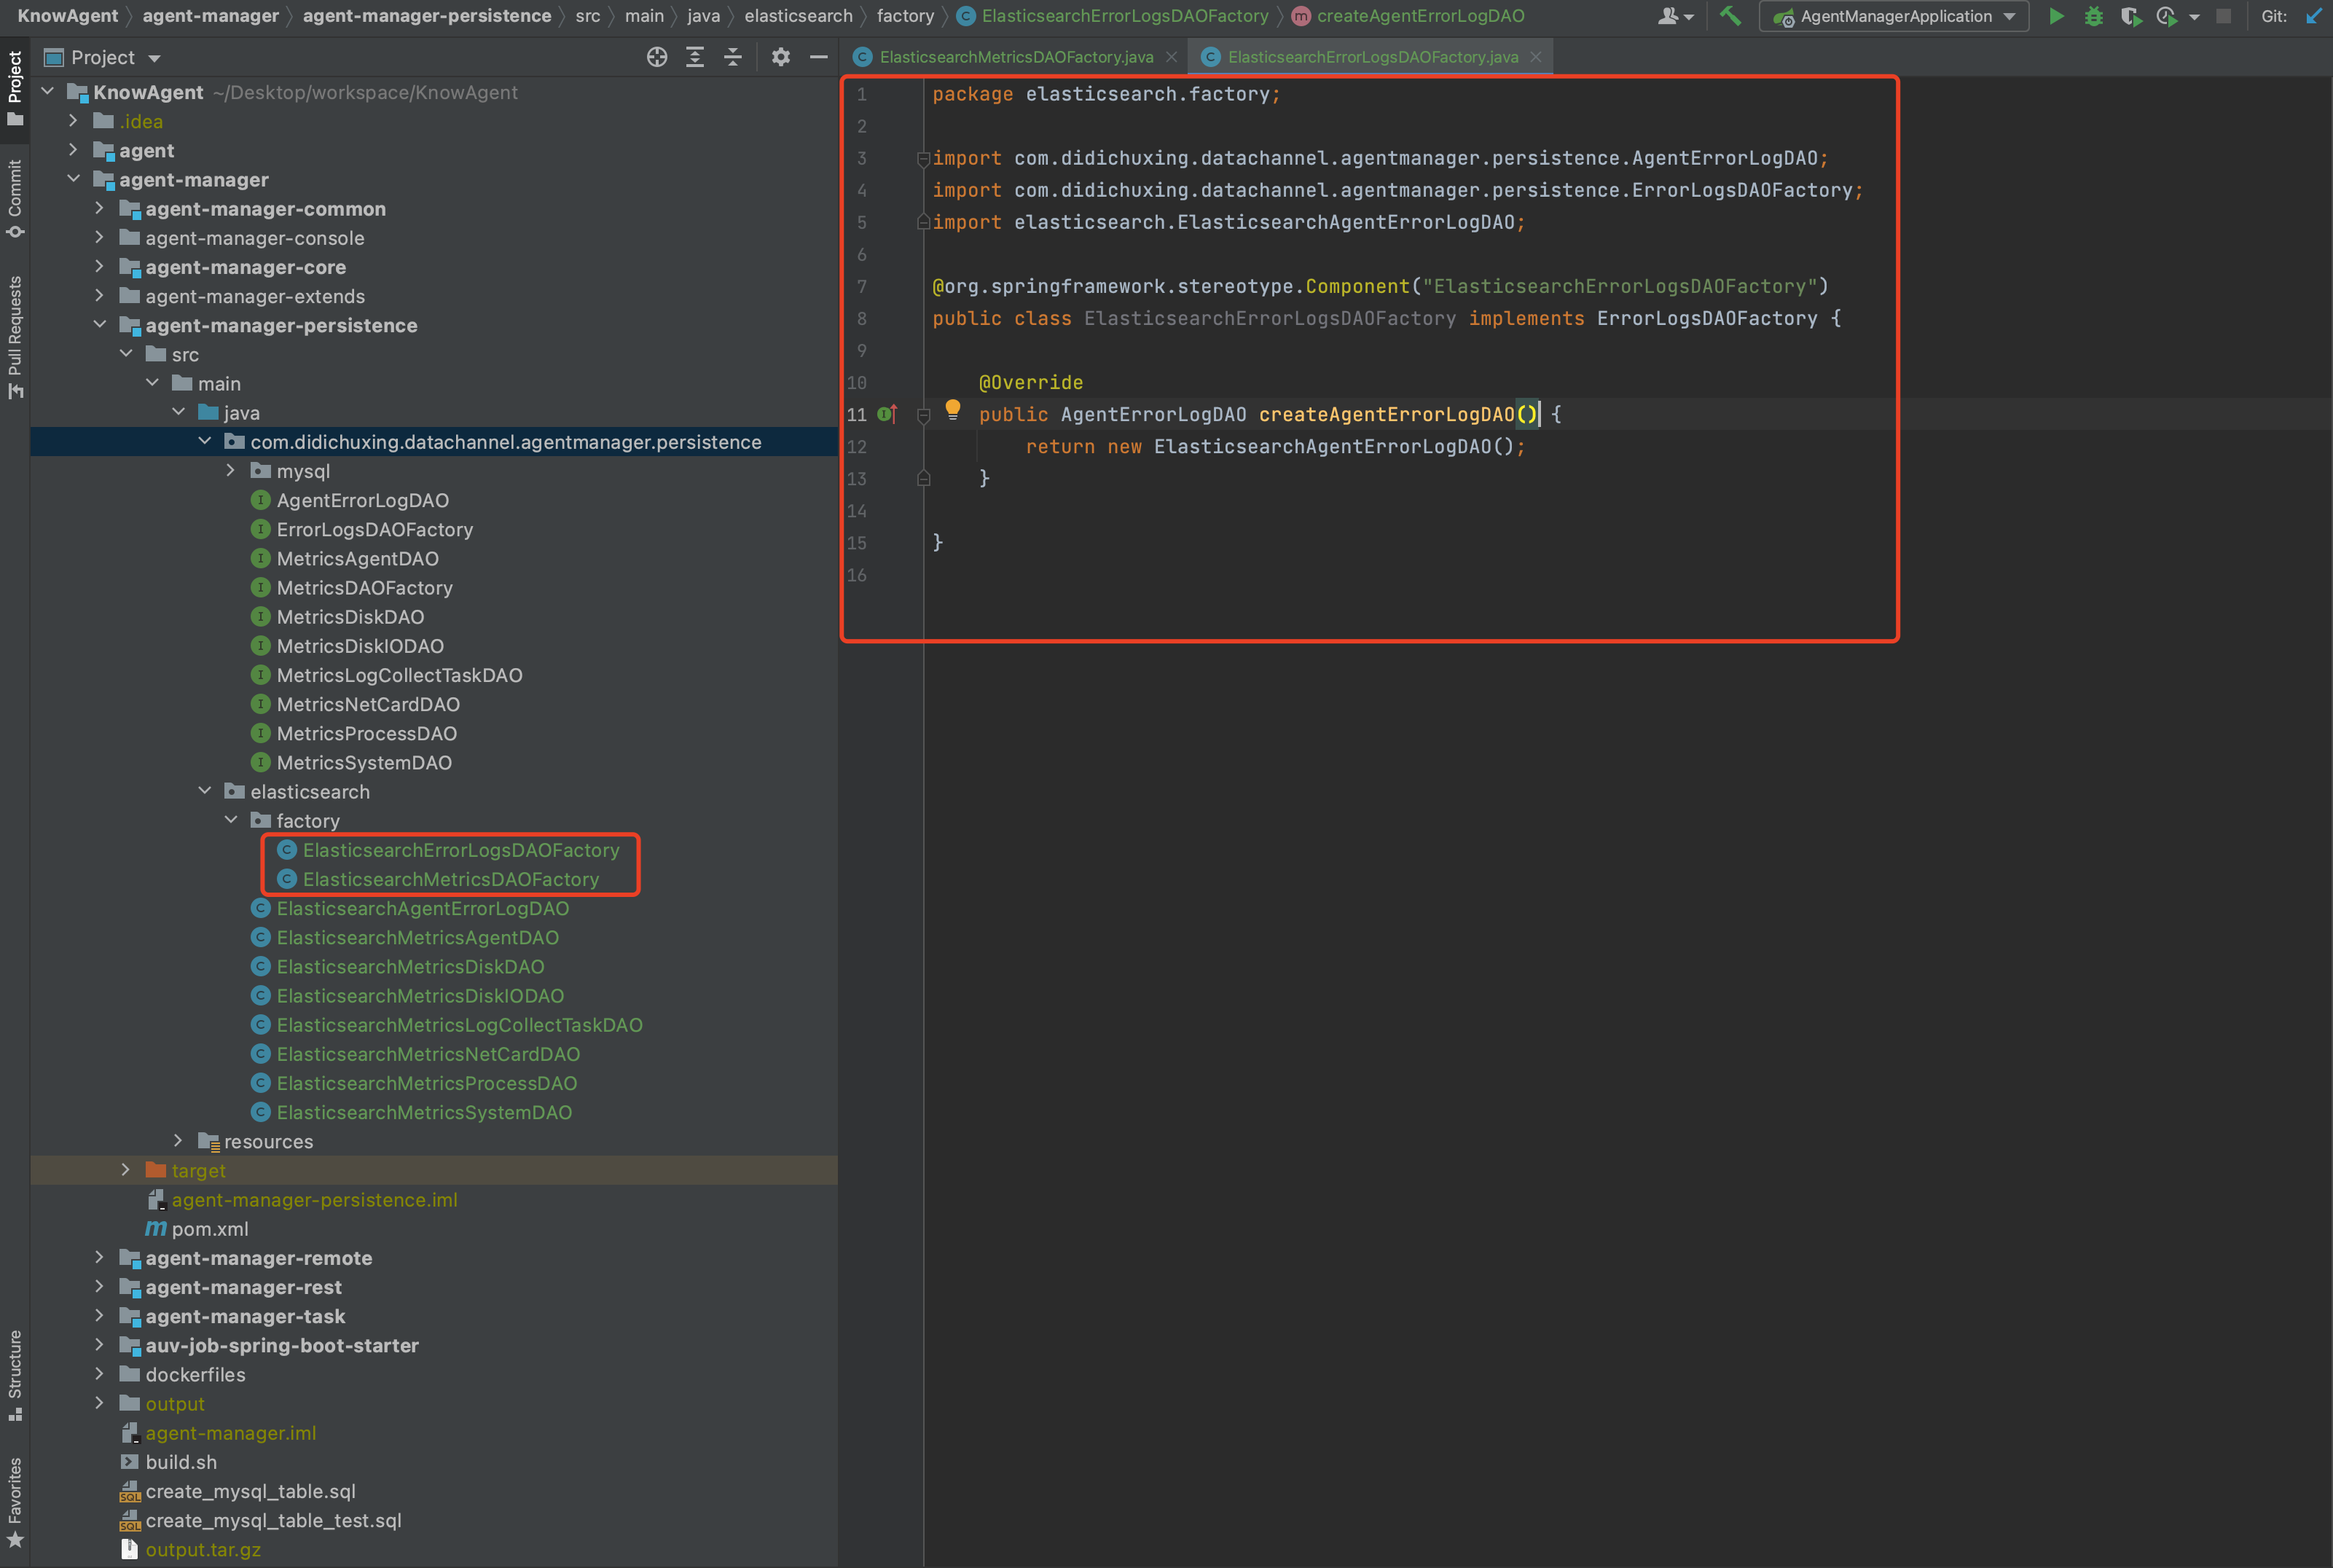 KnowAgent agent-manager agent-manager-persistence src main java elasticsearch factory ElasticsearchErrorLogsDAOFactory createAgentErrorLogDAO AgentManagerApplication Git:
Project
Commit
Pull Requests
Structure
Favorites
Project
KnowAgent ~/Desktop/workspace/KnowAgent
.idea
agent
agent-manager
agent-manager-common
agent-manager-console
agent-manager-core
agent-manager-extends
agent-manager-persistence
src
main
java
com.didichuxing.datachannel.agentmanager.persistence
mysql
AgentErrorLogDAO
ErrorLogsDAOFactory
MetricsAgentDAO
MetricsDAOFactory
MetricsDiskDAO
MetricsDiskIODAO
MetricsLogCollectTaskDAO
MetricsNetCardDAO
MetricsProcessDAO
MetricsSystemDAO
elasticsearch
factory
ElasticsearchErrorLogsDAOFactory
ElasticsearchMetricsDAOFactory
ElasticsearchAgentErrorLogDAO
ElasticsearchMetricsAgentDAO
ElasticsearchMetricsDiskDAO
ElasticsearchMetricsDiskIODAO
ElasticsearchMetricsLogCollectTaskDAO
ElasticsearchMetricsNetCardDAO
ElasticsearchMetricsProcessDAO
ElasticsearchMetricsSystemDAO
resources
target
agent-manager-persistence.iml
pom.xml
agent-manager-remote
agent-manager-rest
agent-manager-task
auv-job-spring-boot-starter
dockerfiles
output
agent-manager.iml
build.sh
create_mysql_table.sql
create_mysql_table_test.sql
output.tar.gz
ElasticsearchMetricsDAOFactory.java ElasticsearchErrorLogsDAOFactory.java
1 package elasticsearch.factory;
2
3 import com.didichuxing.datachannel.agentmanager.persistence.AgentErrorLogDAO;
4 import com.didichuxing.datachannel.agentmanager.persistence.ErrorLogsDAOFactory;
5 import elasticsearch.ElasticsearchAgentErrorLogDAO;
6
7 @org.springframework.stereotype.Component("ElasticsearchErrorLogsDAOFactory")
8 public class ElasticsearchErrorLogsDAOFactory implements ErrorLogsDAOFactory {
9
10 @Override
11 public AgentErrorLogDAO createAgentErrorLogDAO() {
12 return new ElasticsearchAgentErrorLogDAO();
13 }
14
15 }
16